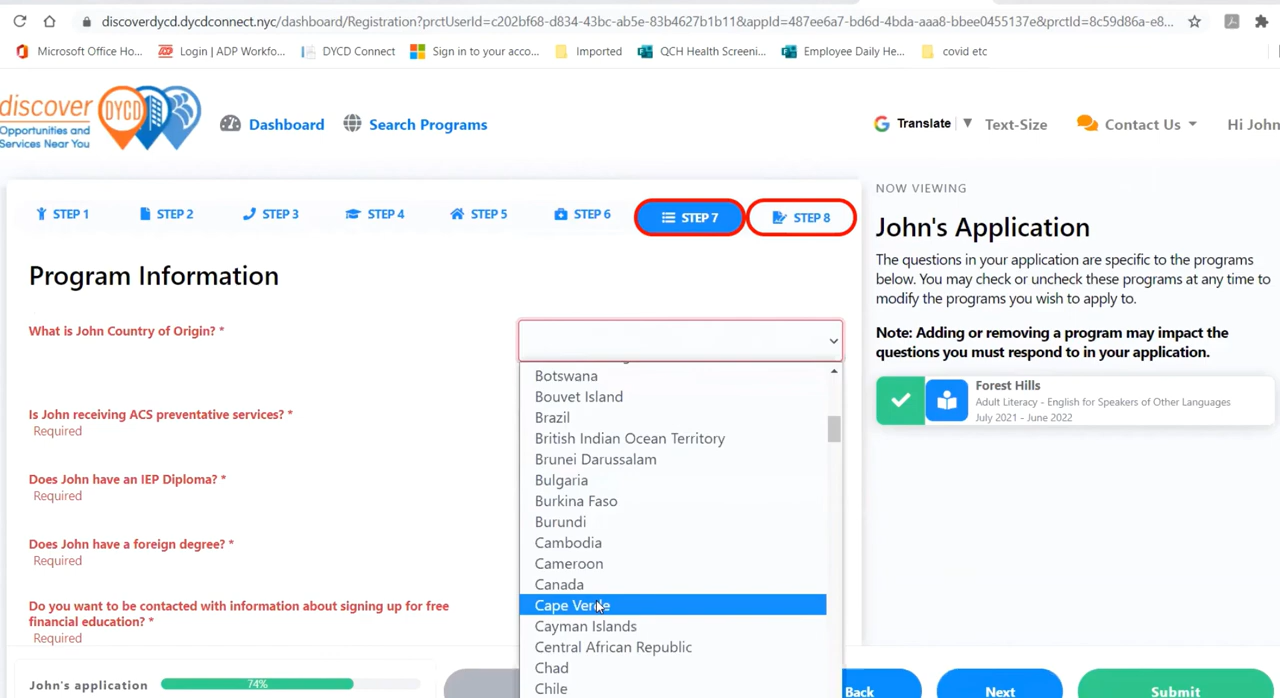 discoverdycd.dycdconnect.nyc/dashboard/Registration?prctUserId=c202bf68-d834-43bc-ab5e-83b4627b1b11&appId=487ee6a7-bd6d-4bda-aaa8-bbee0455137e&prctId=8c59d86a-e8...
Microsoft Office Ho... Login | ADP Workfo... DYCD Connect Sign in to your acco... Imported QCH Health Screeni... Employee Daily He... covid etc
discover DYCD
Opportunities and
Services Near You
Dashboard Search Programs
Translate Text-Size Contact Us Hi John
STEP 1 STEP 2 STEP 3 STEP 4 STEP 5 STEP 6 STEP 7 STEP 8
Program Information
What is John Country of Origin? *
Is John receiving ACS preventative services? *
Required
Does John have an IEP Diploma? *
Required
Does John have a foreign degree? *
Required
Do you want to be contacted with information about signing up for free
financial education? *
Required
Botswana
Bouvet Island
Brazil
British Indian Ocean Territory
Brunei Darussalam
Bulgaria
Burkina Faso
Burundi
Cambodia
Cameroon
Canada
Cape Verde
Cayman Islands
Central African Republic
Chad
Chile
NOW VIEWING
John's Application
The questions in your application are specific to the programs
below. You may check or uncheck these programs at any time to
modify the programs you wish to apply to.
Note: Adding or removing a program may impact the
questions you must respond to in your application.
Forest Hills
Adult Literacy - English for Speakers of Other Languages
July 2021 - June 2022
John's application 74% Back Next Submit